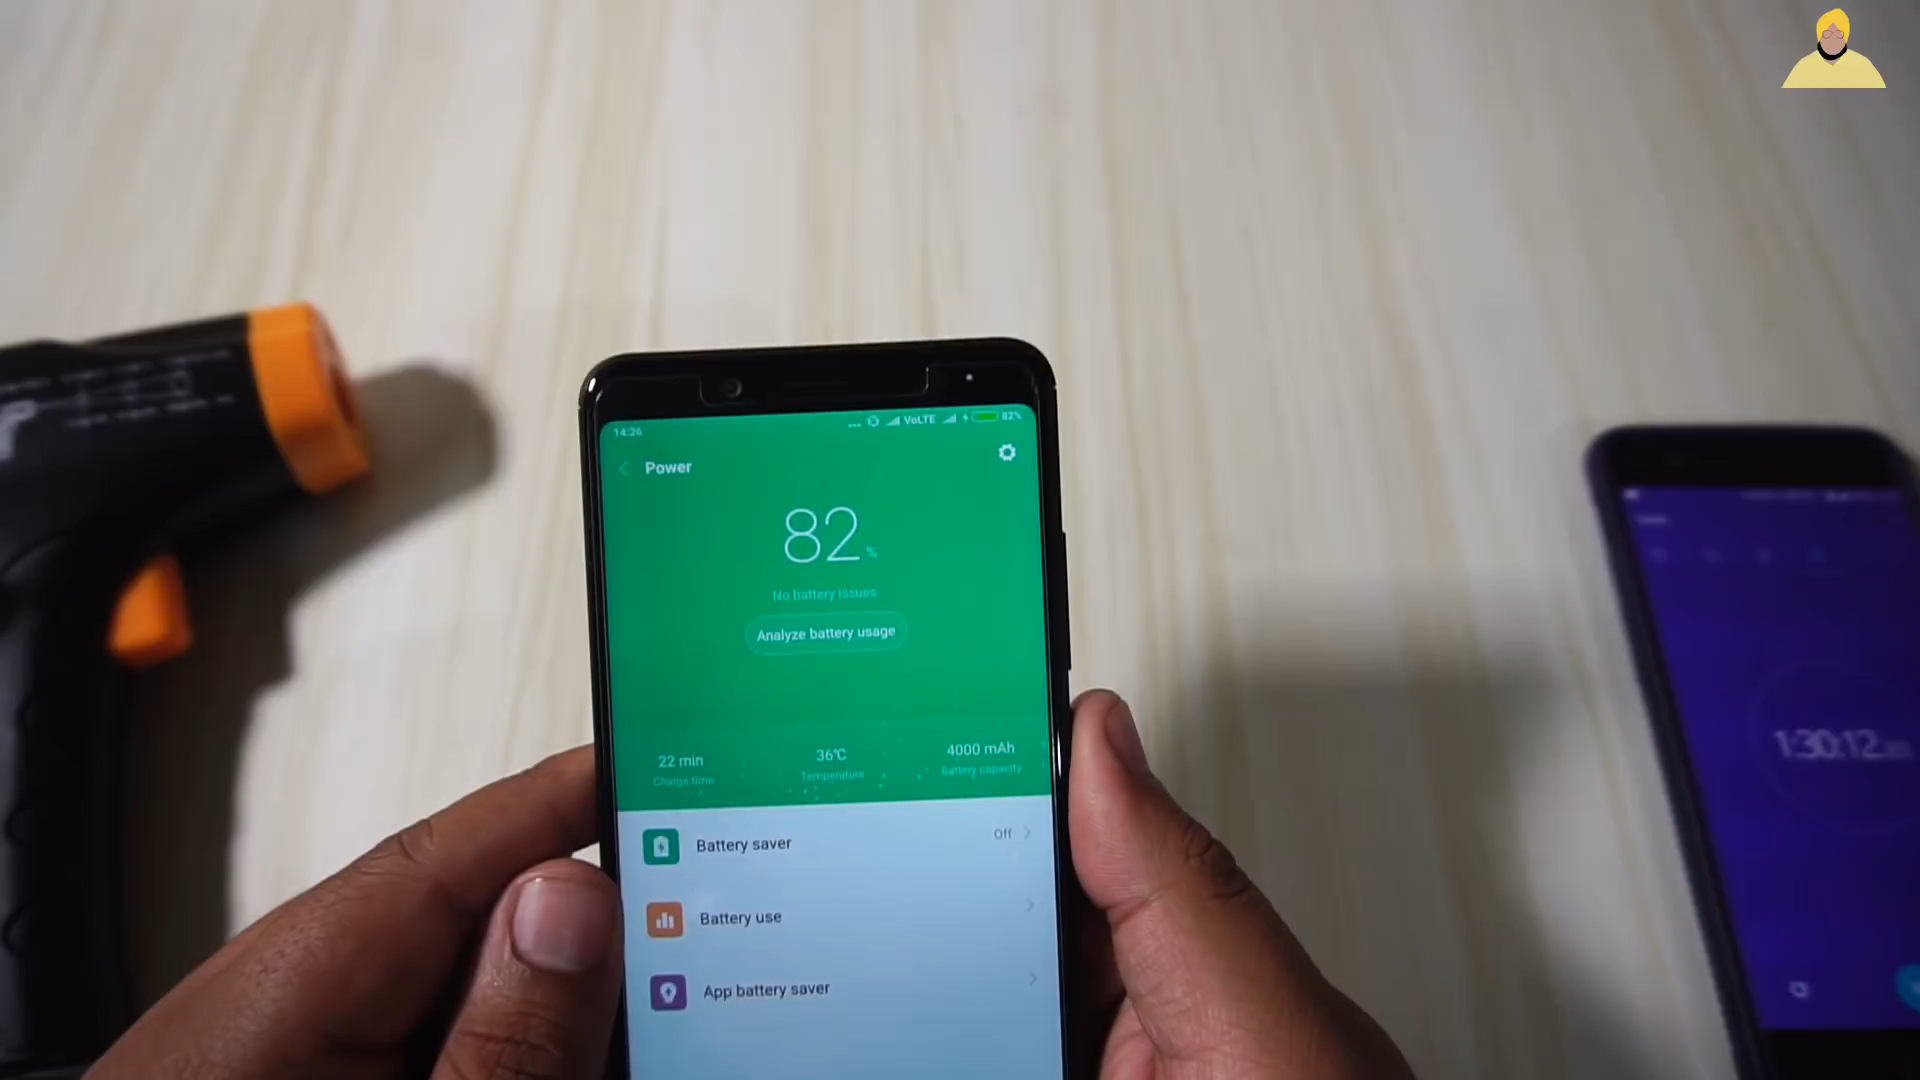 14:26
VoLTE 82%
Power
82 %
No battery issues
Analyze battery usage
22 min 36°C 4000 mAh
Charge time Temperature Battery capacity
Battery saver Off
Battery use
App battery saver
1:30:12